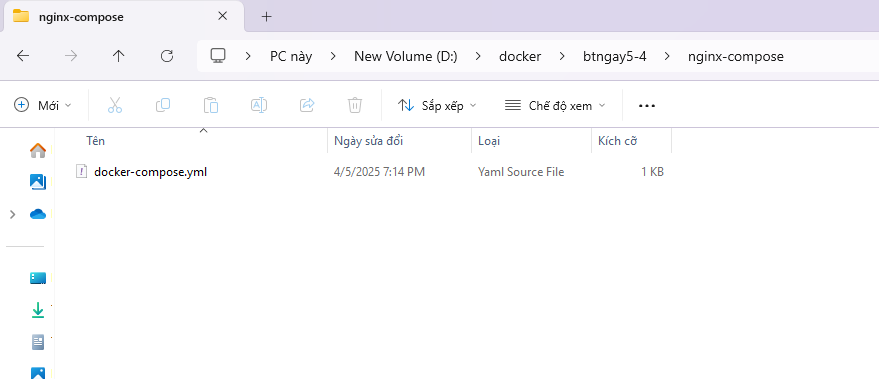 nginx-compose
PC này New Volume (D:) docker btngay5-4 nginx-compose
Mới Sắp xếp Chế độ xem
Tên Ngày sửa đổi Loại Kích cỡ
docker-compose.yml 4/5/2025 7:14 PM Yaml Source File 1 KB